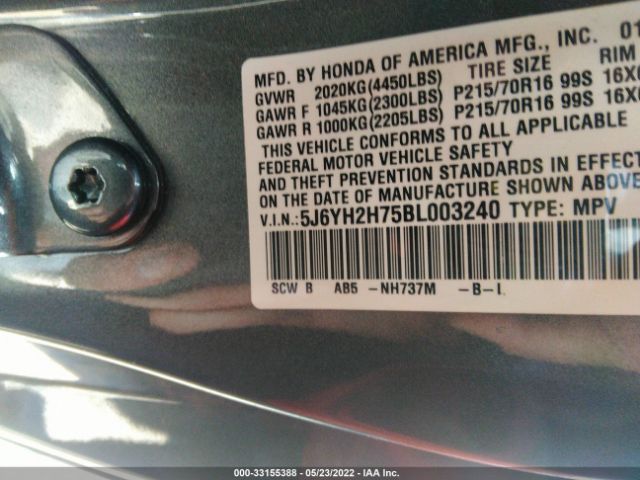 MFD. BY HONDA OF AMERICA MFG., INC. 01
GVWR 2020KG(4450LBS) TIRE SIZE RIM
GAWR F 1045KG(2300LBS) P215/70R16 99S 16X6
GAWR R 1000KG(2205LBS) P215/70R16 99S 16X6
THIS VEHICLE CONFORMS TO ALL APPLICABLE
FEDERAL MOTOR VEHICLE SAFETY
AND THEFT PREVENTION STANDARDS IN EFFECT
ON THE DATE OF MANUFACTURE SHOWN ABOVE
V.I.N.:5J6YH2H75BL003240 TYPE: MPV
SCW B AB5 -NH737M -B-I.
000-33155388 - 05/23/2022 - IAA Inc.